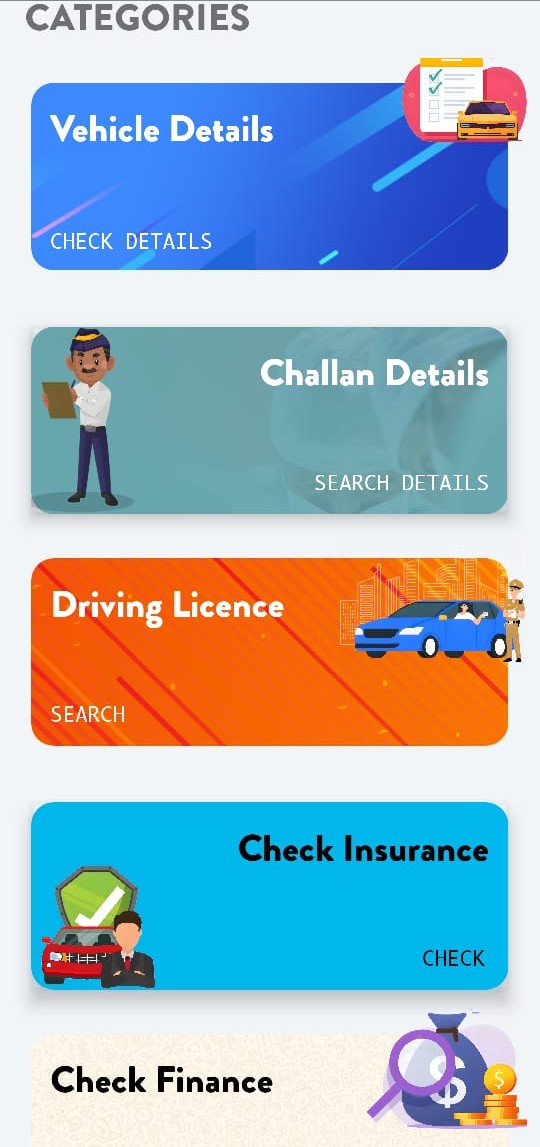 CATEGORIES
Vehicle Details
CHECK DETAILS
Challan Details
SEARCH DETAILS
Driving Licence
SEARCH
Check Insurance
CHECK
Check Finance
$
$